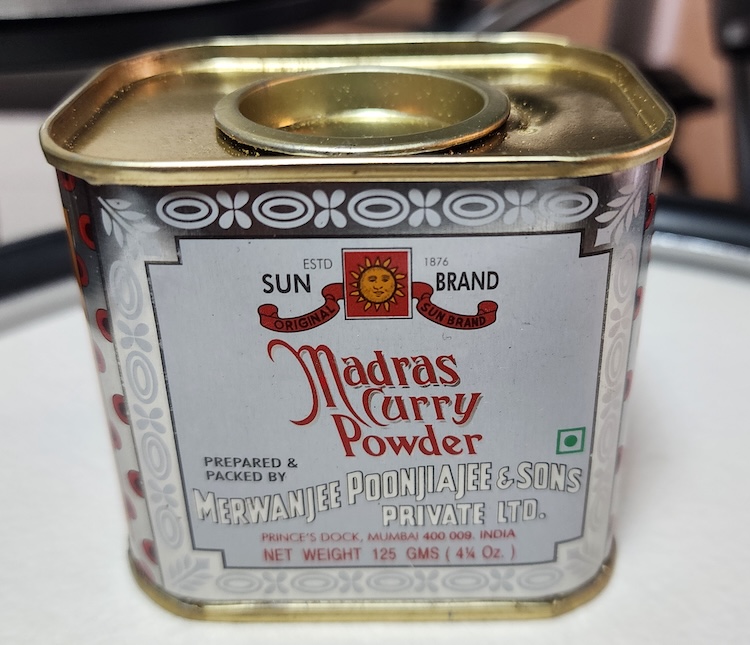 ESTD 1876
SUN BRAND
ORIGINAL SUN BRAND
Madras
Curry
Powder
PREPARED &
PACKED BY
MERWANJEE POONJIAJEE & SONS
PRIVATE LTD.
PRINCE'S DOCK, MUMBAI 400 009. INDIA
NET WEIGHT 125 GMS ( 4¼ Oz. )